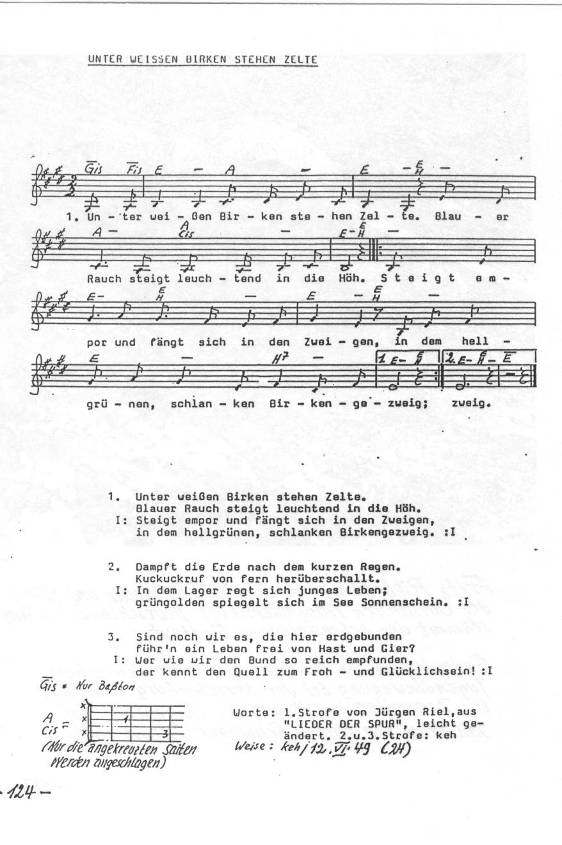 UNTER WEISSEN BIRKEN STEHEN ZELTE
Gis Fis E - A - E - E/H -
1. Un - ter wei - ßen Bir - ken ste - hen Zel - te. Blau - er
A - A/Cis - E - E/H
Rauch steigt leuch - tend in die Höh. S t e i g t em -
E - E/H - E - E/H -
por und fängt sich in den Zwei - gen, in dem hell -
E - H7 - 1. E - E/H 2. E - H - E
grü - nen, schlan - ken Bir - ken - ge - zweig; zweig.
1. Unter weißen Birken stehen Zelte.
Blauer Rauch steigt leuchtend in die Höh.
I: Steigt empor und fängt sich in den Zweigen,
in dem hellgrünen, schlanken Birkengezweig. :I
2. Dampft die Erde nach dem kurzen Regen.
Kuckuckruf von fern herüberschallt.
I: In dem Lager regt sich junges Leben;
grüngolden spiegelt sich im See Sonnenschein. :I
3. Sind noch wir es, die hier erdgebunden
führ'n ein Leben frei von Hast und Gier?
I: Wer wie wir den Bund so reich empfunden,
der kennt den Quell zum Froh - und Glücklichsein! :I
Gis = Nur Baßton
A/Cis = x x 1 3
(Nur die angekreuzten Saiten
werden angeschlagen)
Worte: 1.Strofe von Jürgen Riel,aus
"LIEDER DER SPUR", leicht ge-
ändert. 2.u.3.Strofe: keh
Weise: keh/12.VI.49 (24)
- 124 -